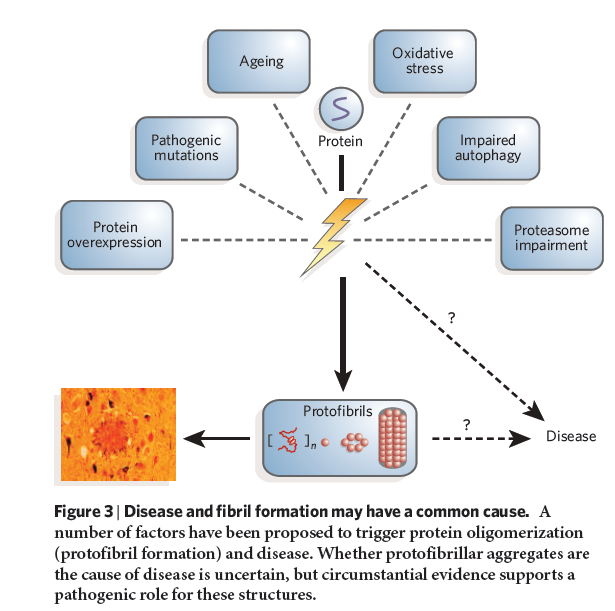 Ageing
Oxidative
stress
Protein
Pathogenic
mutations
Impaired
autophagy
Protein
overexpression
Proteasome
impairment
?
Protofibrils
[ ]n
?
Disease
Figure 3 | Disease and fibril formation may have a common cause. A
number of factors have been proposed to trigger protein oligomerization
(protofibril formation) and disease. Whether protofibrillar aggregates are
the cause of disease is uncertain, but circumstantial evidence supports a
pathogenic role for these structures.